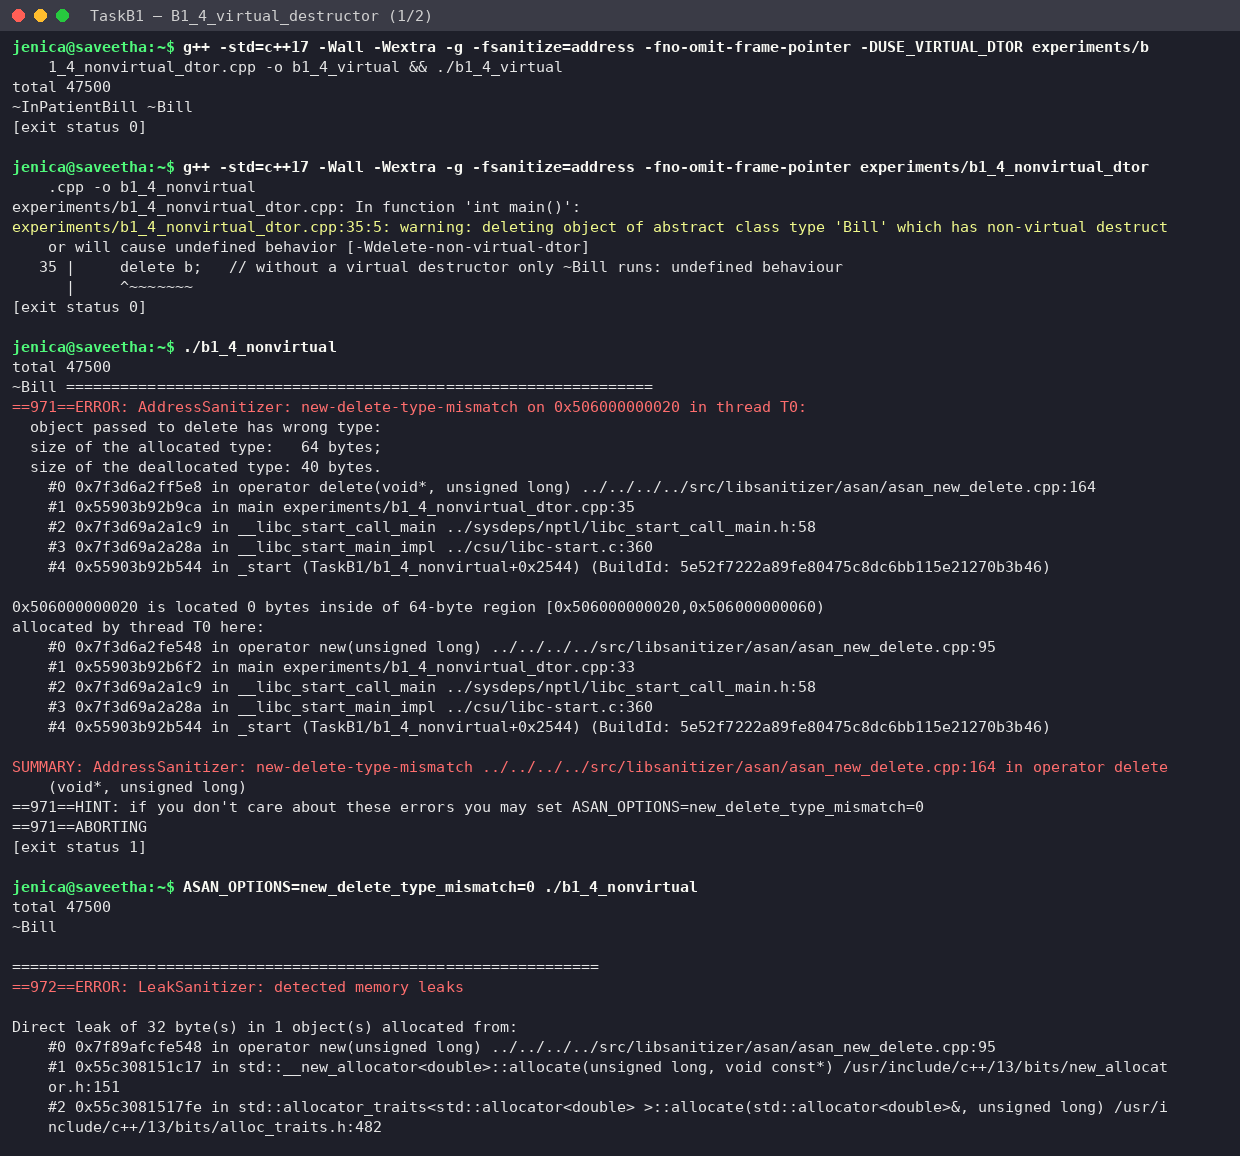 TaskB1 — B1_4_virtual_destructor (1/2)
jenica@saveetha:~$ g++ -std=c++17 -Wall -Wextra -g -fsanitize=address -fno-omit-frame-pointer -DUSE_VIRTUAL_DTOR experiments/b
    1_4_nonvirtual_dtor.cpp -o b1_4_virtual && ./b1_4_virtual
total 47500
~InPatientBill ~Bill
[exit status 0]

jenica@saveetha:~$ g++ -std=c++17 -Wall -Wextra -g -fsanitize=address -fno-omit-frame-pointer experiments/b1_4_nonvirtual_dtor
    .cpp -o b1_4_nonvirtual
experiments/b1_4_nonvirtual_dtor.cpp: In function 'int main()':
experiments/b1_4_nonvirtual_dtor.cpp:35:5: warning: deleting object of abstract class type 'Bill' which has non-virtual destruct
    or will cause undefined behavior [-Wdelete-non-virtual-dtor]
   35 |     delete b;   // without a virtual destructor only ~Bill runs: undefined behaviour
      |     ^~~~~~~~
[exit status 0]

jenica@saveetha:~$ ./b1_4_nonvirtual
total 47500
~Bill =================================================================
==971==ERROR: AddressSanitizer: new-delete-type-mismatch on 0x506000000020 in thread T0:
  object passed to delete has wrong type:
  size of the allocated type:   64 bytes;
  size of the deallocated type: 40 bytes.
    #0 0x7f3d6a2ff5e8 in operator delete(void*, unsigned long) ../../../../src/libsanitizer/asan/asan_new_delete.cpp:164
    #1 0x55903b92b9ca in main experiments/b1_4_nonvirtual_dtor.cpp:35
    #2 0x7f3d69a2a1c9 in __libc_start_call_main ../sysdeps/nptl/libc_start_call_main.h:58
    #3 0x7f3d69a2a28a in __libc_start_main_impl ../csu/libc-start.c:360
    #4 0x55903b92b544 in _start (TaskB1/b1_4_nonvirtual+0x2544) (BuildId: 5e52f7222a89fe80475c8dc6bb115e21270b3b46)

0x506000000020 is located 0 bytes inside of 64-byte region [0x506000000020,0x506000000060)
allocated by thread T0 here:
    #0 0x7f3d6a2fe548 in operator new(unsigned long) ../../../../src/libsanitizer/asan/asan_new_delete.cpp:95
    #1 0x55903b92b6f2 in main experiments/b1_4_nonvirtual_dtor.cpp:33
    #2 0x7f3d69a2a1c9 in __libc_start_call_main ../sysdeps/nptl/libc_start_call_main.h:58
    #3 0x7f3d69a2a28a in __libc_start_main_impl ../csu/libc-start.c:360
    #4 0x55903b92b544 in _start (TaskB1/b1_4_nonvirtual+0x2544) (BuildId: 5e52f7222a89fe80475c8dc6bb115e21270b3b46)

SUMMARY: AddressSanitizer: new-delete-type-mismatch ../../../../src/libsanitizer/asan/asan_new_delete.cpp:164 in operator delete
    (void*, unsigned long)
==971==HINT: if you don't care about these errors you may set ASAN_OPTIONS=new_delete_type_mismatch=0
==971==ABORTING
[exit status 1]

jenica@saveetha:~$ ASAN_OPTIONS=new_delete_type_mismatch=0 ./b1_4_nonvirtual
total 47500
~Bill

=================================================================
==972==ERROR: LeakSanitizer: detected memory leaks

Direct leak of 32 byte(s) in 1 object(s) allocated from:
    #0 0x7f89afcfe548 in operator new(unsigned long) ../../../../src/libsanitizer/asan/asan_new_delete.cpp:95
    #1 0x55c308151c17 in std::__new_allocator<double>::allocate(unsigned long, void const*) /usr/include/c++/13/bits/new_allocat
    or.h:151
    #2 0x55c3081517fe in std::allocator_traits<std::allocator<double> >::allocate(std::allocator<double>&, unsigned long) /usr/i
    nclude/c++/13/bits/alloc_traits.h:482